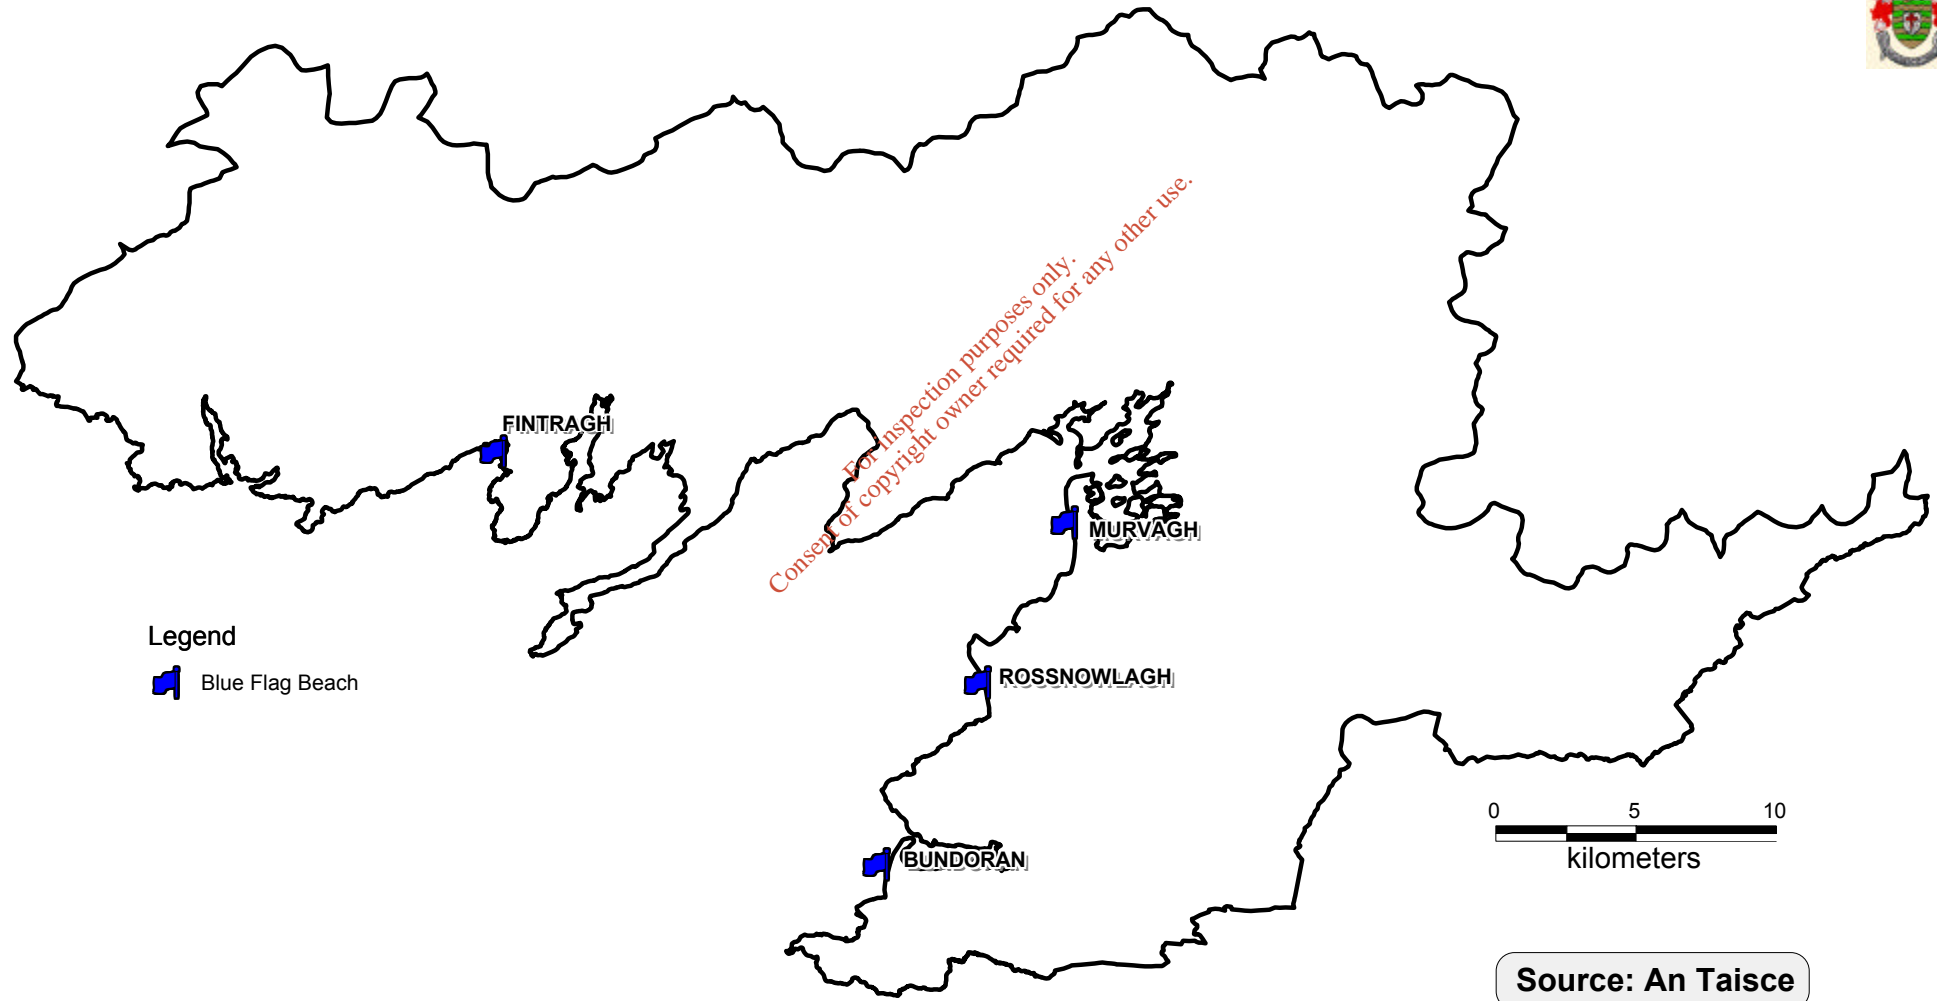 For inspection purposes only.
Consent of copyright owner required for any other use.
FINTRAGH
MURVAGH
Legend
Blue Flag Beach
ROSSNOWLAGH
BUNDORAN
0 5 10
kilometers
Source: An Taisce